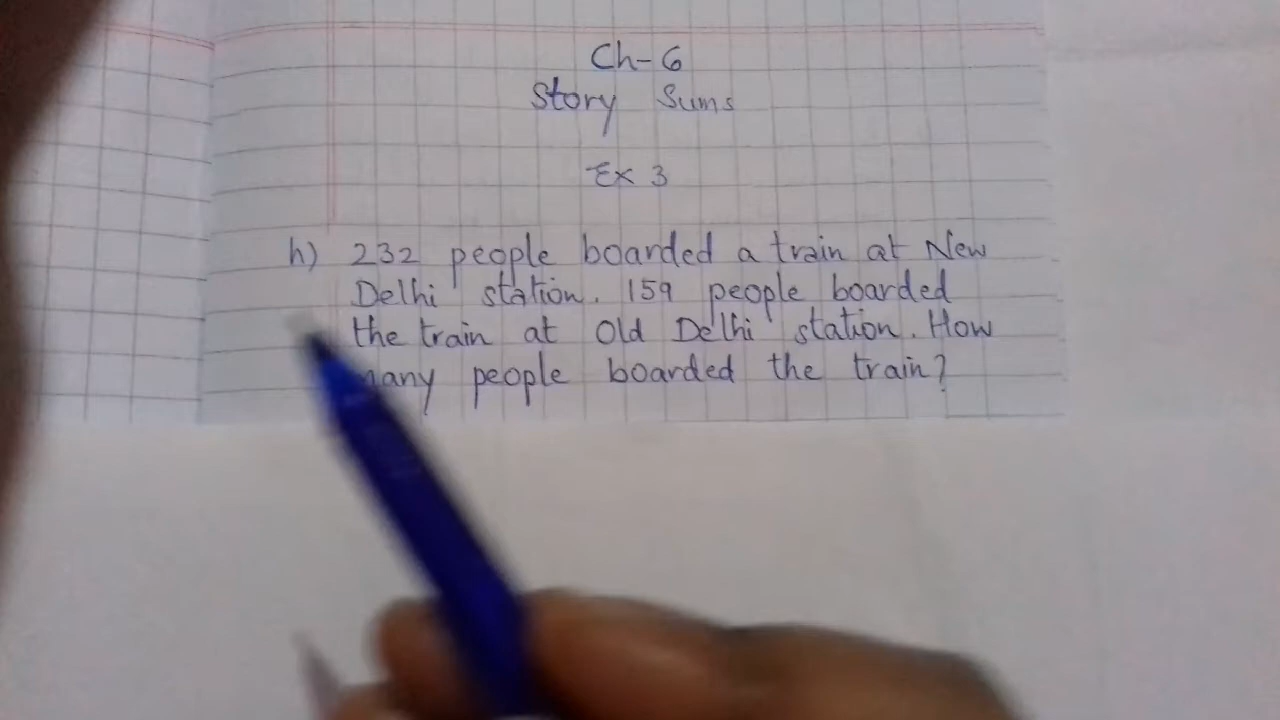 Ch-6
Story Sums
Ex 3
h) 232 people boarded a train at New
Delhi station. 159 people boarded
the train at Old Delhi station. How
many people boarded the train?